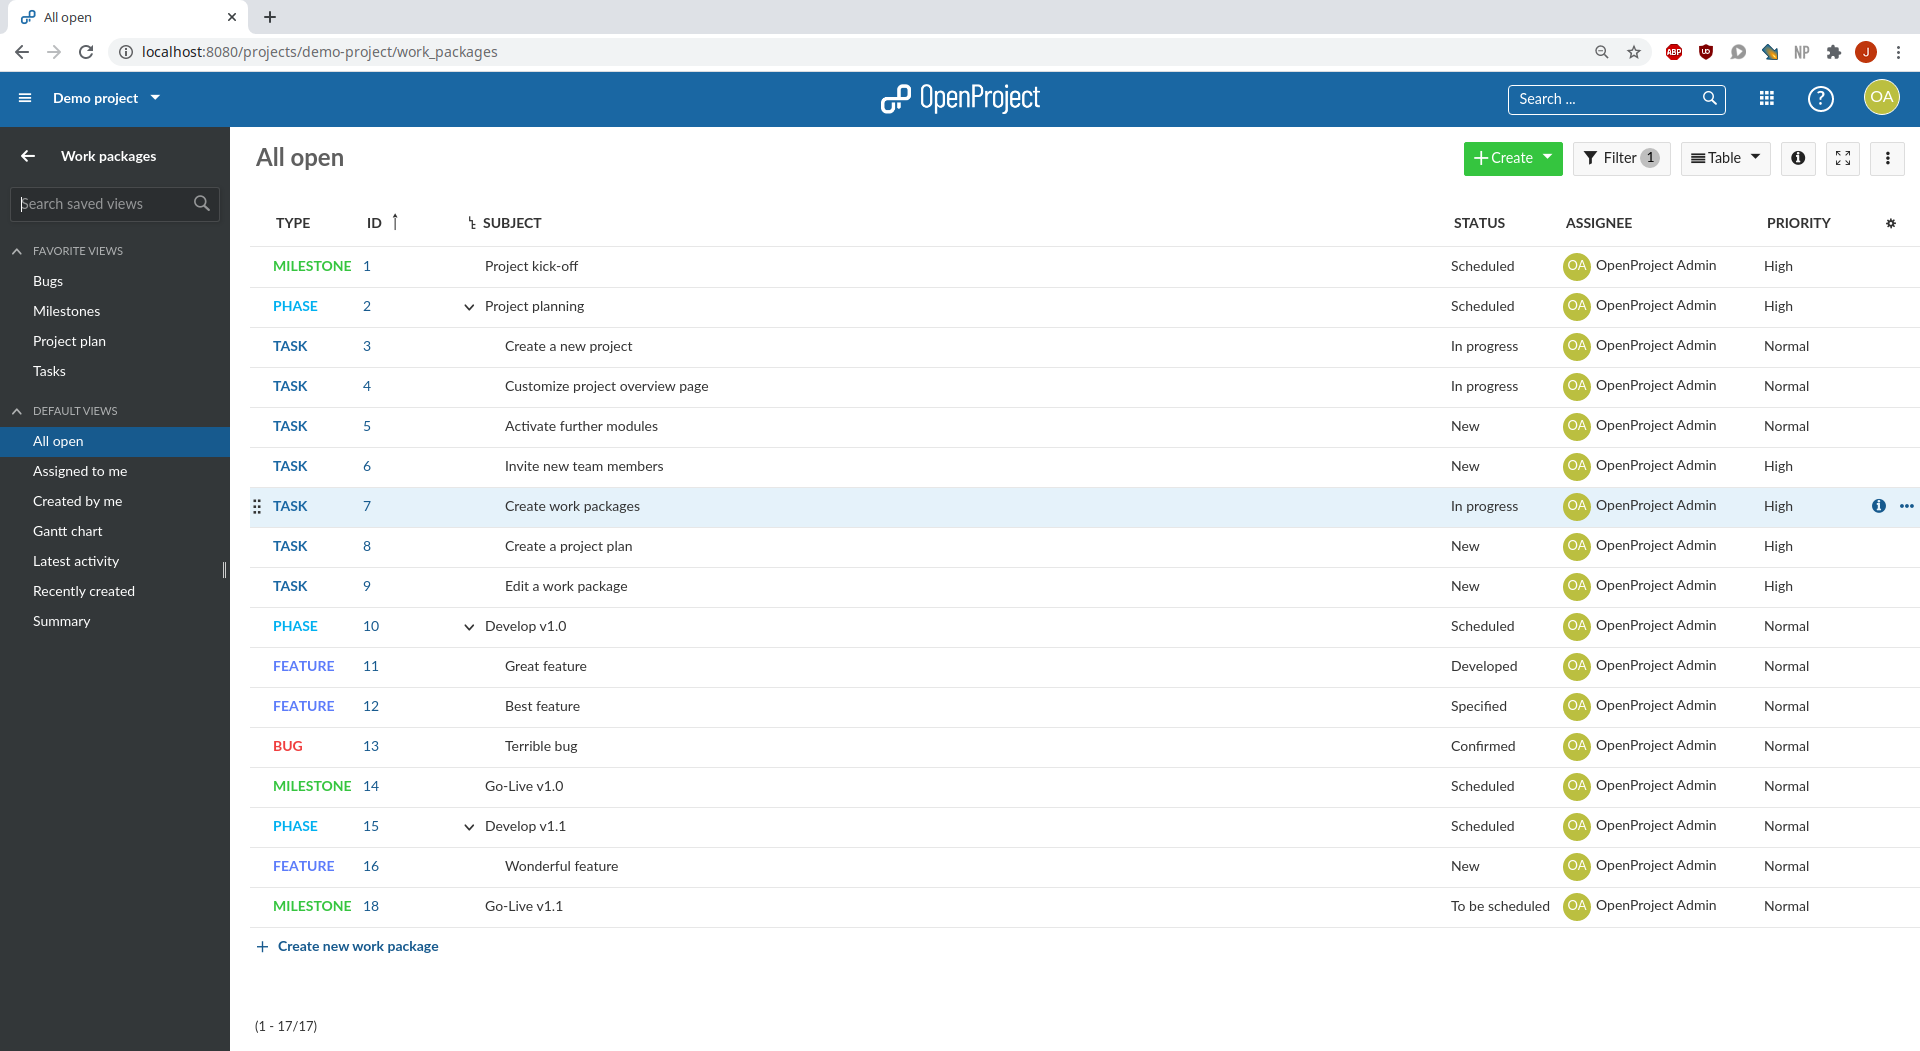 All open
localhost:8080/projects/demo-project/work_packages
ABP
UO
NP
J
Demo project
OpenProject
Search ...
?
OA
Work packages
Search saved views
FAVORITE VIEWS
Bugs
Milestones
Project plan
Tasks
DEFAULT VIEWS
All open
Assigned to me
Created by me
Gantt chart
Latest activity
Recently created
Summary
All open
+ Create
Filter 1
Table
TYPE ID SUBJECT STATUS ASSIGNEE PRIORITY
MILESTONE 1 Project kick-off Scheduled OA OpenProject Admin High
PHASE 2 Project planning Scheduled OA OpenProject Admin High
TASK 3 Create a new project In progress OA OpenProject Admin Normal
TASK 4 Customize project overview page In progress OA OpenProject Admin Normal
TASK 5 Activate further modules New OA OpenProject Admin Normal
TASK 6 Invite new team members New OA OpenProject Admin High
TASK 7 Create work packages In progress OA OpenProject Admin High
TASK 8 Create a project plan New OA OpenProject Admin High
TASK 9 Edit a work package New OA OpenProject Admin High
PHASE 10 Develop v1.0 Scheduled OA OpenProject Admin Normal
FEATURE 11 Great feature Developed OA OpenProject Admin Normal
FEATURE 12 Best feature Specified OA OpenProject Admin Normal
BUG 13 Terrible bug Confirmed OA OpenProject Admin Normal
MILESTONE 14 Go-Live v1.0 Scheduled OA OpenProject Admin Normal
PHASE 15 Develop v1.1 Scheduled OA OpenProject Admin Normal
FEATURE 16 Wonderful feature New OA OpenProject Admin Normal
MILESTONE 18 Go-Live v1.1 To be scheduled OA OpenProject Admin Normal
+ Create new work package
(1 - 17/17)